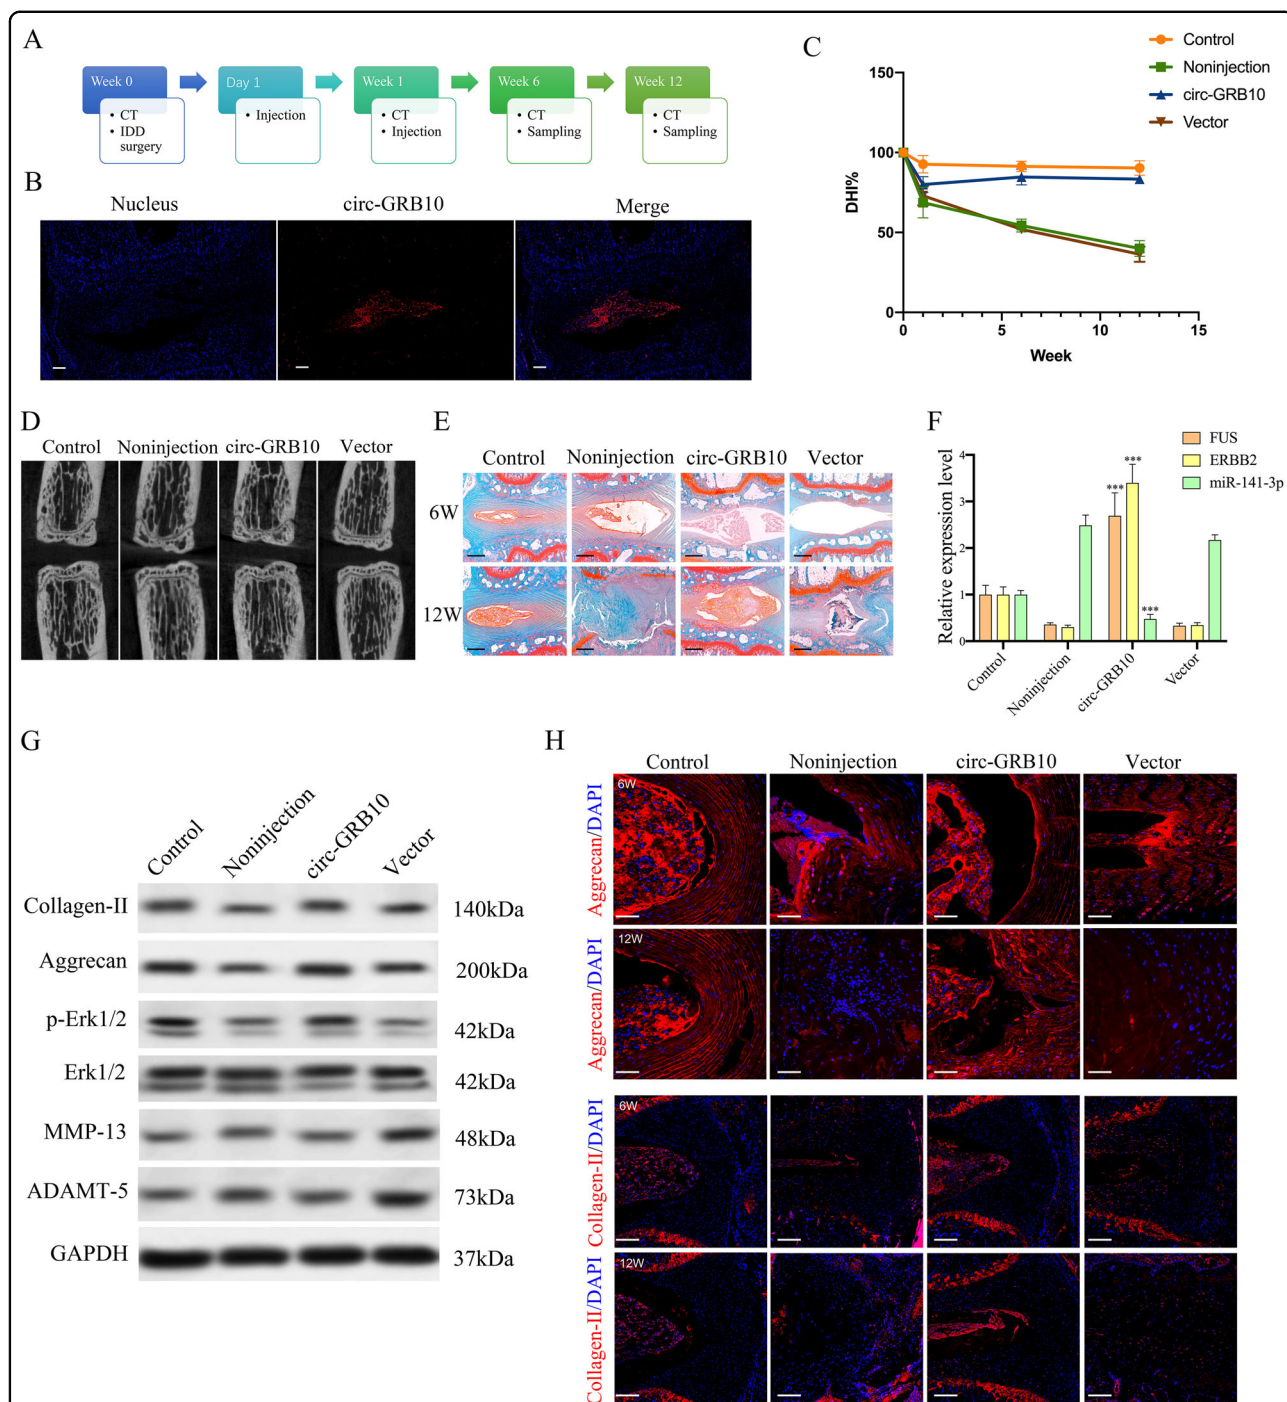 A
Week 0
Day 1
Week 1
Week 6
Week 12
• CT
• IDD
surgery
• Injection
• CT
• Injection
• CT
• Sampling
• CT
• Sampling
B
Nucleus
circ-GRB10
Merge
C
Control
Noninjection
circ-GRB10
Vector
150
100
50
0
DHI%
0
5
10
15
Week
D
Control
Noninjection
circ-GRB10
Vector
E
Control
Noninjection
circ-GRB10
Vector
6W
12W
F
FUS
ERBB2
miR-141-3p
Relative expression level
4
3
2
1
0
***
***
***
Control
Noninjection
circ-GRB10
Vector
G
Control
Noninjection
circ-GRB10
Vector
Collagen-II
140kDa
Aggrecan
200kDa
p-Erk1/2
42kDa
Erk1/2
42kDa
MMP-13
48kDa
ADAMT-5
73kDa
GAPDH
37kDa
H
Control
Noninjection
circ-GRB10
Vector
Aggrecan/DAPI
6W
Aggrecan/DAPI
12W
Collagen-II/DAPI
6W
Collagen-II/DAPI
12W